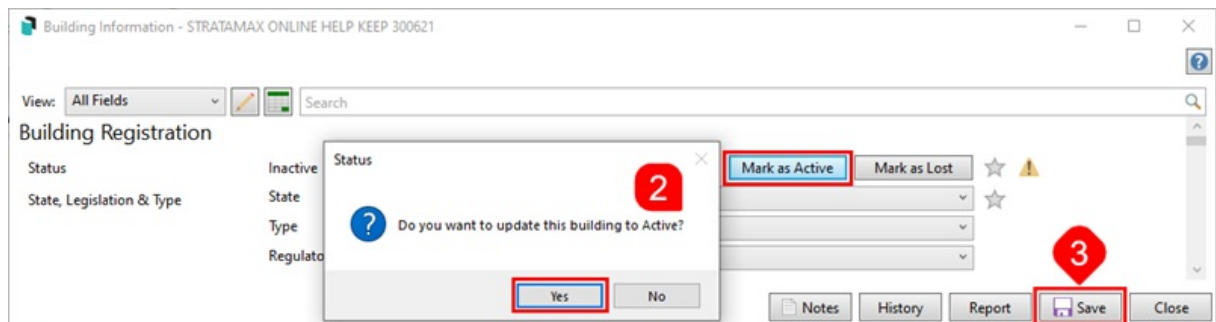 Building Information - STRATAMAX ONLINE HELP KEEP 300621
View: All Fields Search
Building Registration
Status Inactive Mark as Active Mark as Lost
State, Legislation & Type State
Type
Regulato
Status
2
Do you want to update this building to Active?
Yes No
3
Notes History Report Save Close